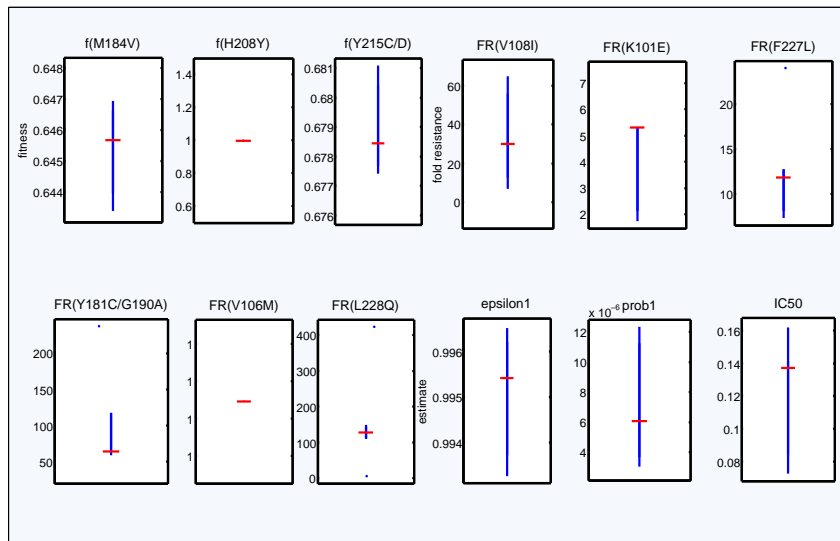 f(M184V) f(H208Y) f(Y215C/D) FR(V108I) FR(K101E) FR(F227L)
0.648 0.647 0.646 0.645 0.644
fitness
1.4 1.2 1 0.8 0.6
0.681 0.68 0.679 0.678 0.677 0.676
60 40 20 0
fold resistance
7 6 5 4 3 2
20 15 10
FR(Y181C/G190A) FR(V106M) FR(L228Q) epsilon1 x 10⁻⁶ prob1 IC50
200 150 100 50
1 1 1 1
400 300 200 100 0
0.996 0.995 0.994
estimate
12 10 8 6 4
0.16 0.14 0.12 0.1 0.08